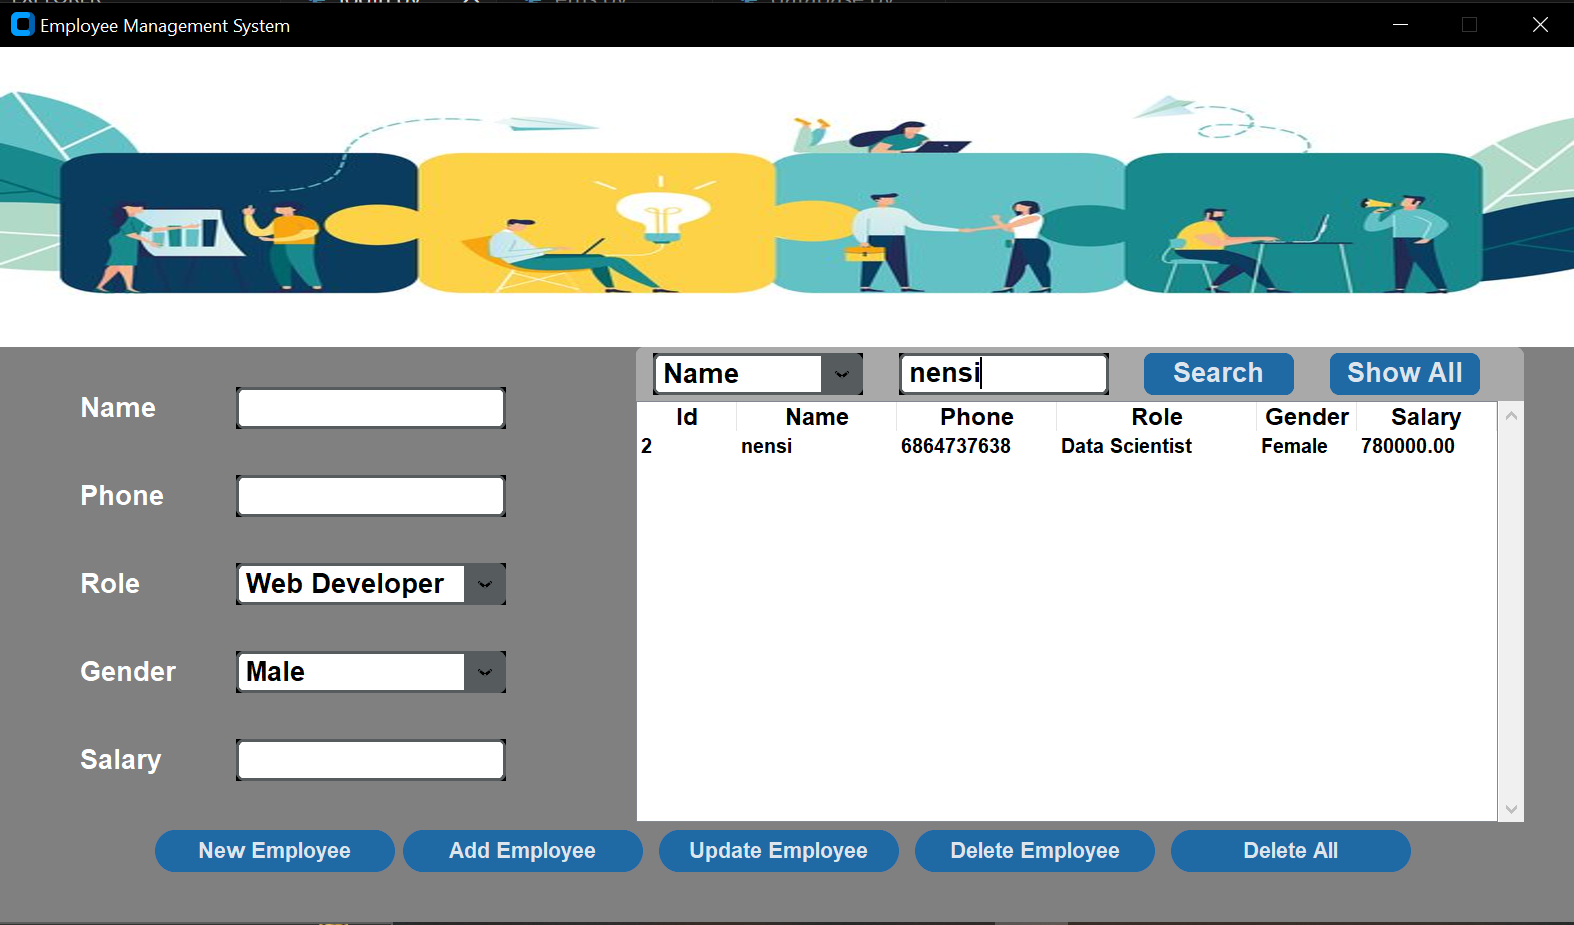 Employee Management System
Name nensi Search Show All
Name
Phone
Role Web Developer
Gender Male
Salary
Id Name Phone Role Gender Salary
2 nensi 6864737638 Data Scientist Female 780000.00
New Employee Add Employee Update Employee Delete Employee Delete All